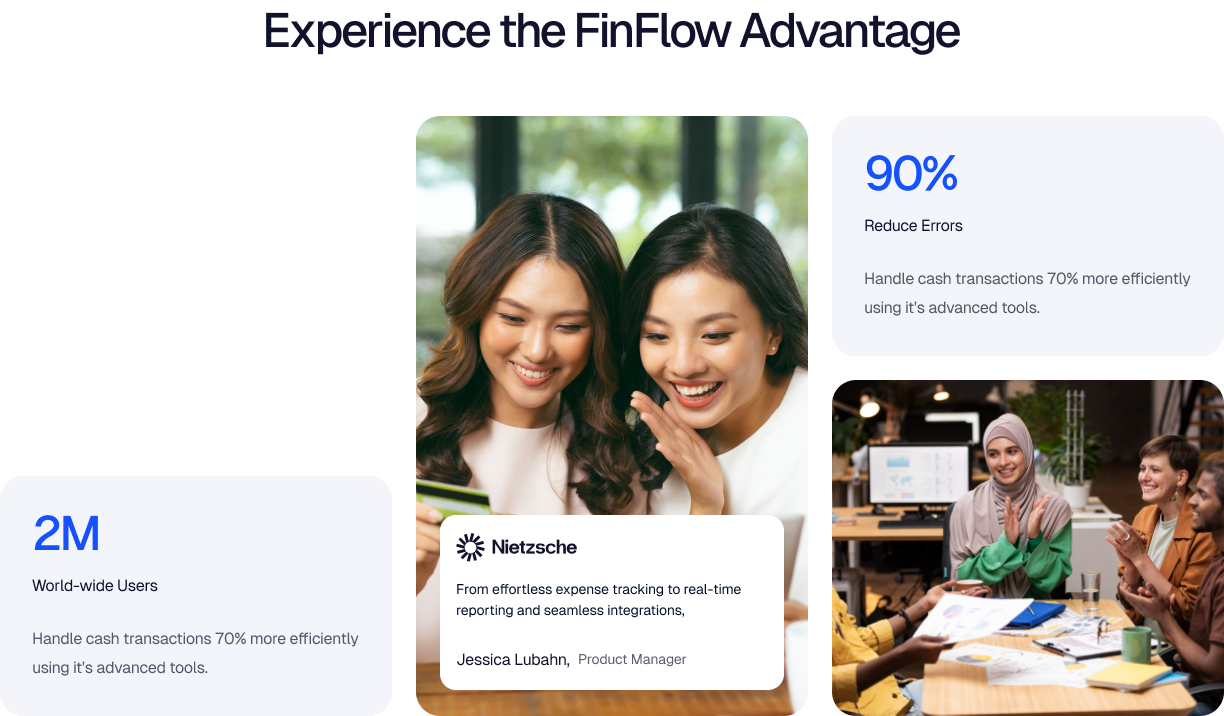 Experience the FinFlow Advantage
2M
World-wide Users
Handle cash transactions 70% more efficiently
using it's advanced tools.
Nietzsche
From effortless expense tracking to real-time
reporting and seamless integrations,
Jessica Lubahn, Product Manager
90%
Reduce Errors
Handle cash transactions 70% more efficiently
using it's advanced tools.